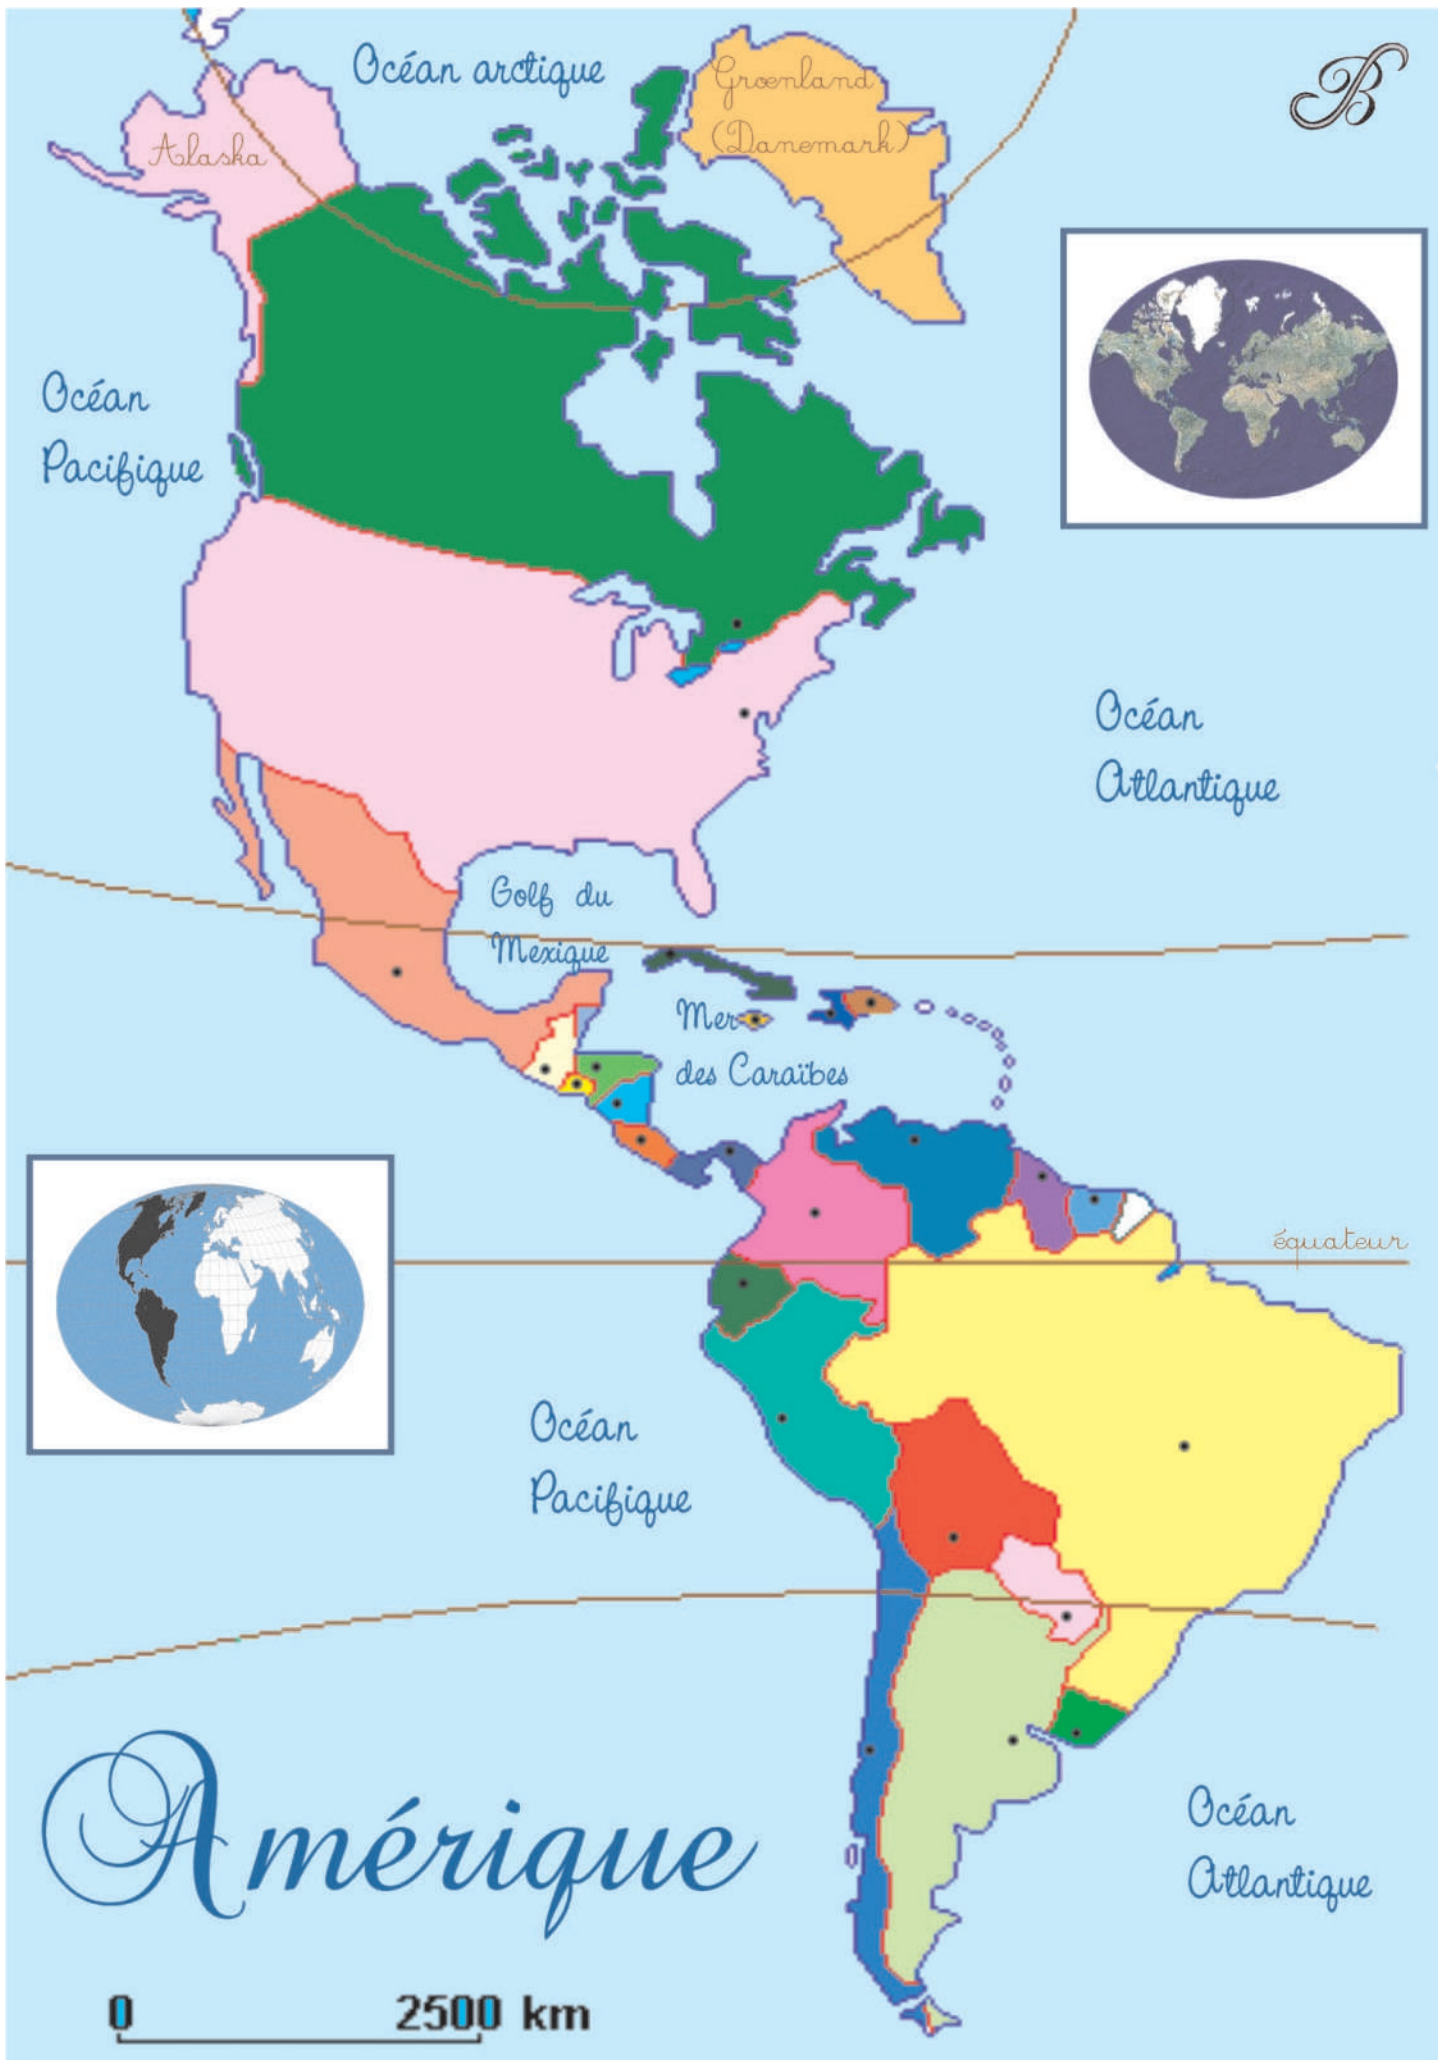 Océan arctique
Groenland
(Danemark)
B
Alaska
Océan
Pacifique
Océan
Atlantique
Golf du
Mexique
Mer
des Caraïbes
équateur
Océan
Pacifique
Amérique
Océan
Atlantique
0 2500 km